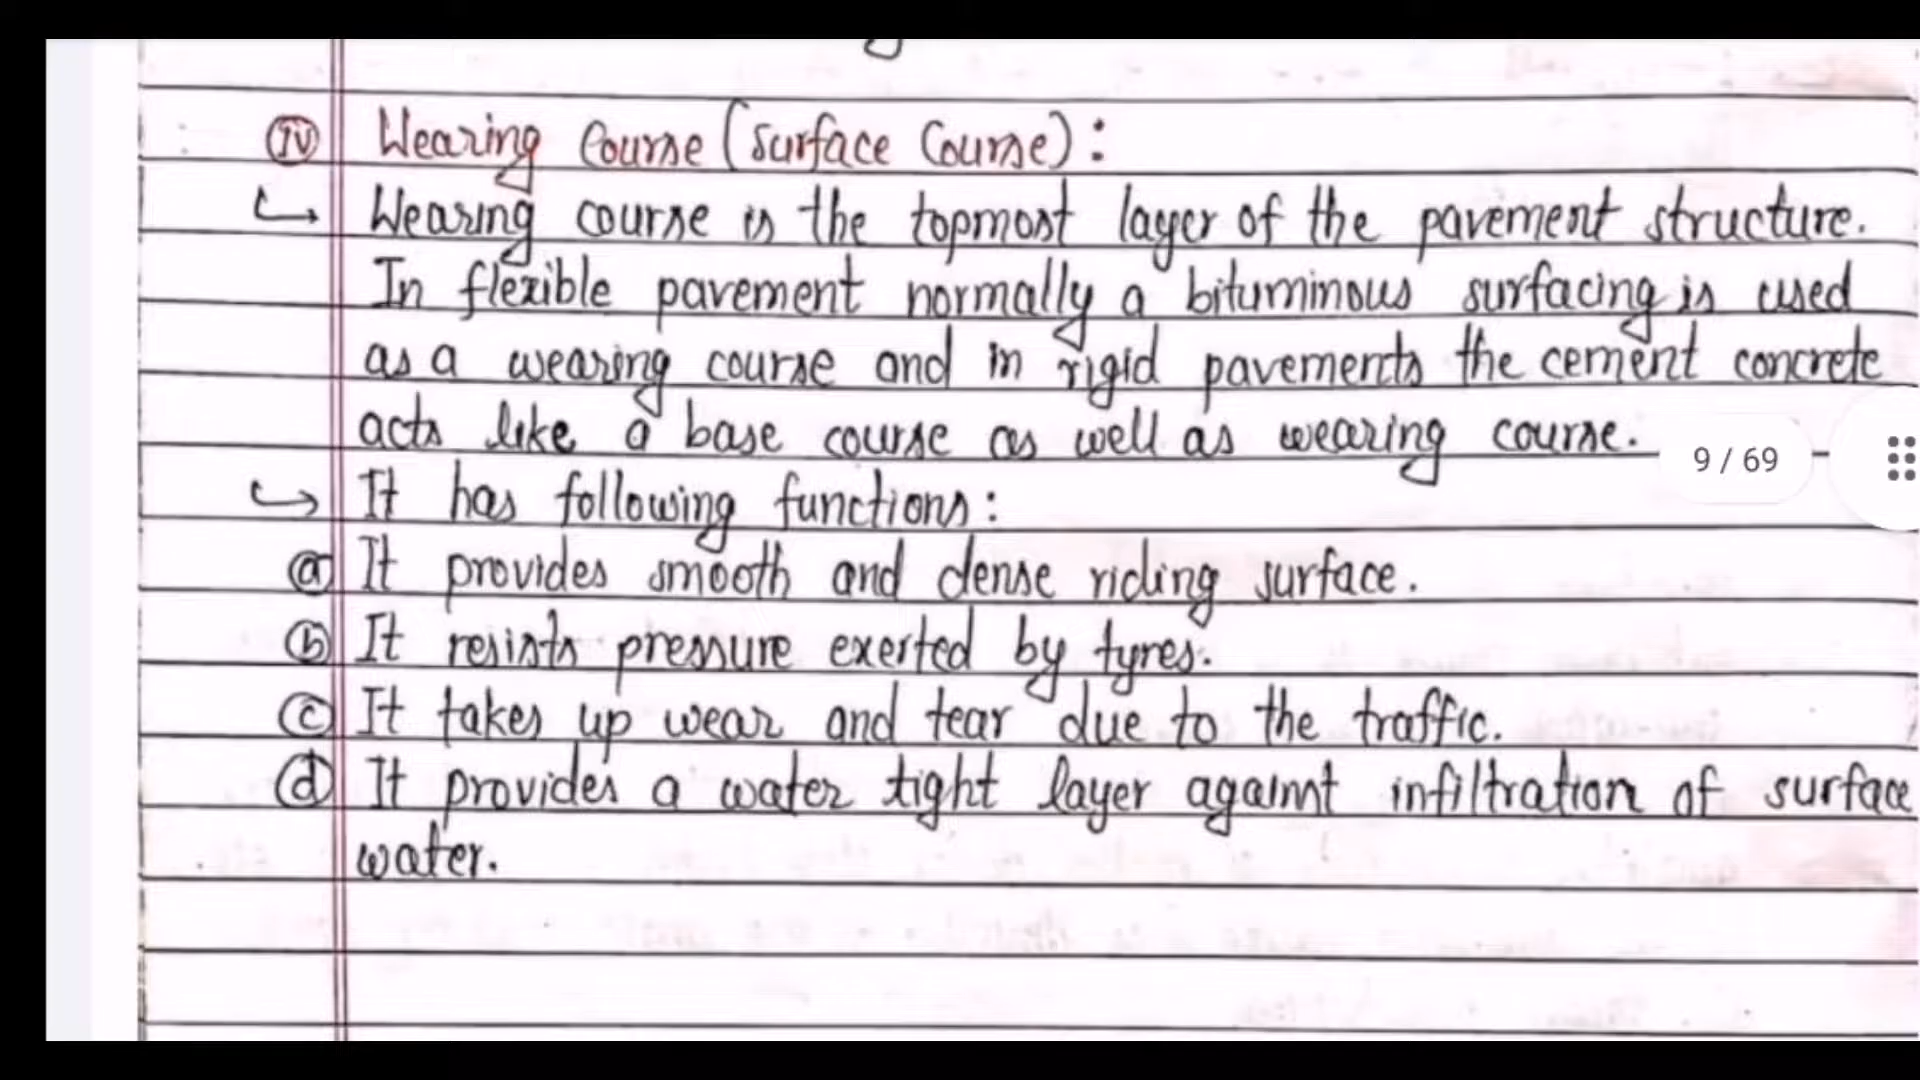 (IV) Wearing Course (Surface Course):
↳ Wearing course is the topmost layer of the pavement structure.
In flexible pavement normally a bituminous surfacing is used
as a wearing course and in rigid pavements the cement concrete
acts like a base course as well as wearing course.
9 / 69
↳ It has following functions:
(a) It provides smooth and dense riding surface.
(b) It resists pressure exerted by tyres.
(c) It takes up wear and tear due to the traffic.
(d) It provides a water tight layer against infiltration of surface
water.